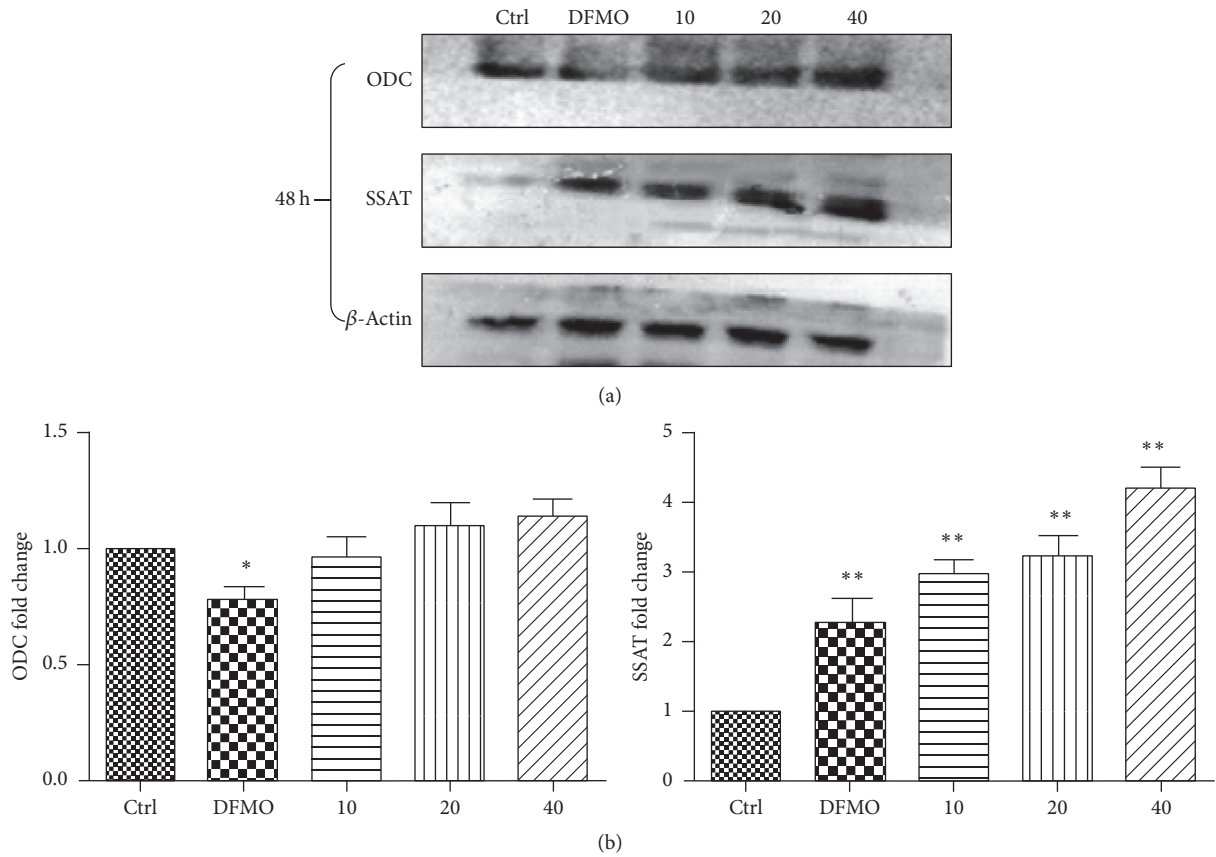 Ctrl DFMO 10 20 40
ODC
48 h
SSAT
β-Actin
(a)
1.5
1.0
0.5
0.0
ODC fold change
*
Ctrl DFMO 10 20 40
5
4
3
2
1
0
SSAT fold change
**
**
**
**
Ctrl DFMO 10 20 40
(b)